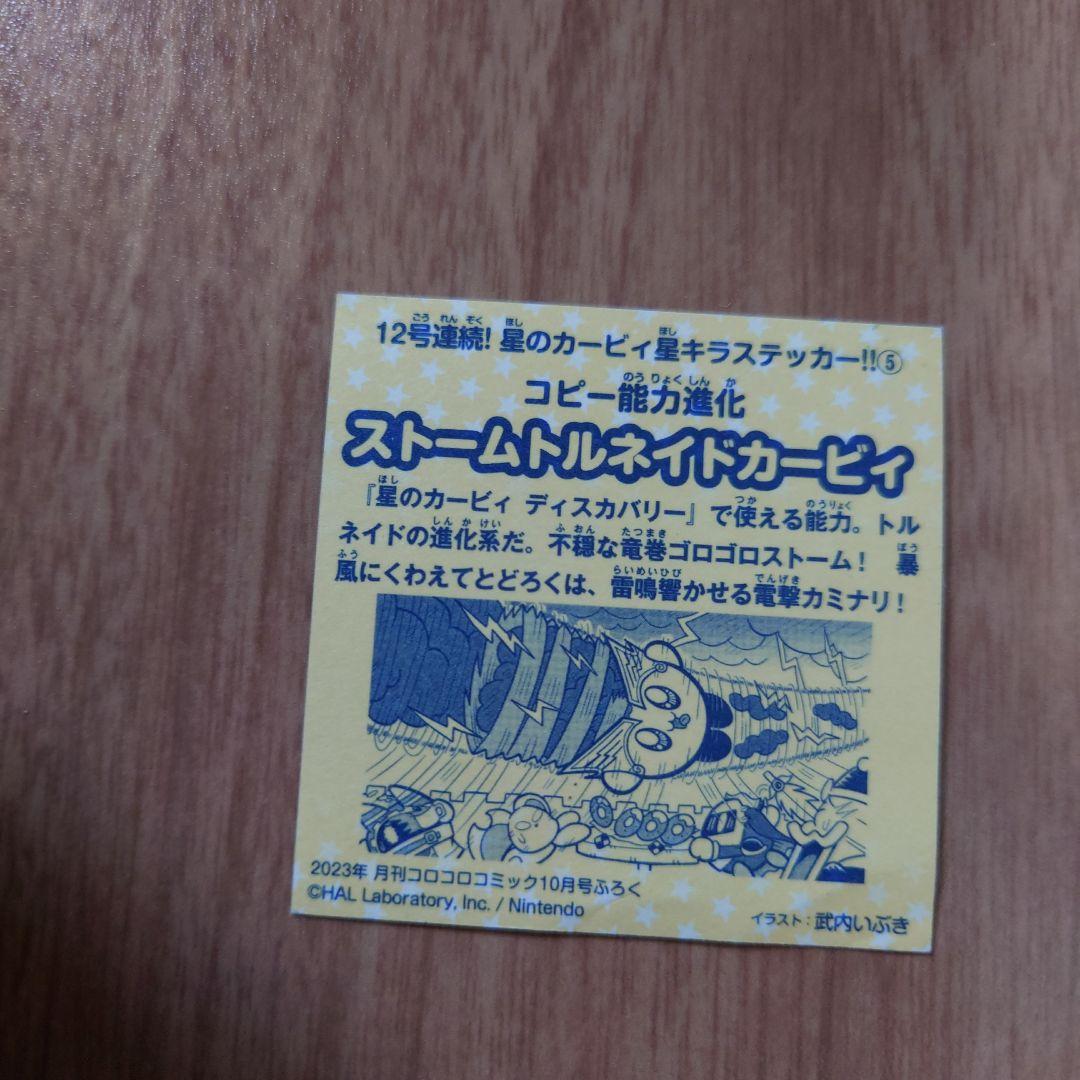 12号連続! 星のカービィ星キラステッカー!!⑤
コピー能力進化
ストームトルネイドカービィ
『星のカービィ ディスカバリー』で使える能力。トル
ネイドの進化系だ。不穏な竜巻ゴロゴロストーム! 暴
風にくわえてとどろくは、雷鳴響かせる電撃カミナリ!
2023年 月刊コロコロコミック10月号ふろく
©HAL Laboratory, Inc. / Nintendo
イラスト:武内いぶき